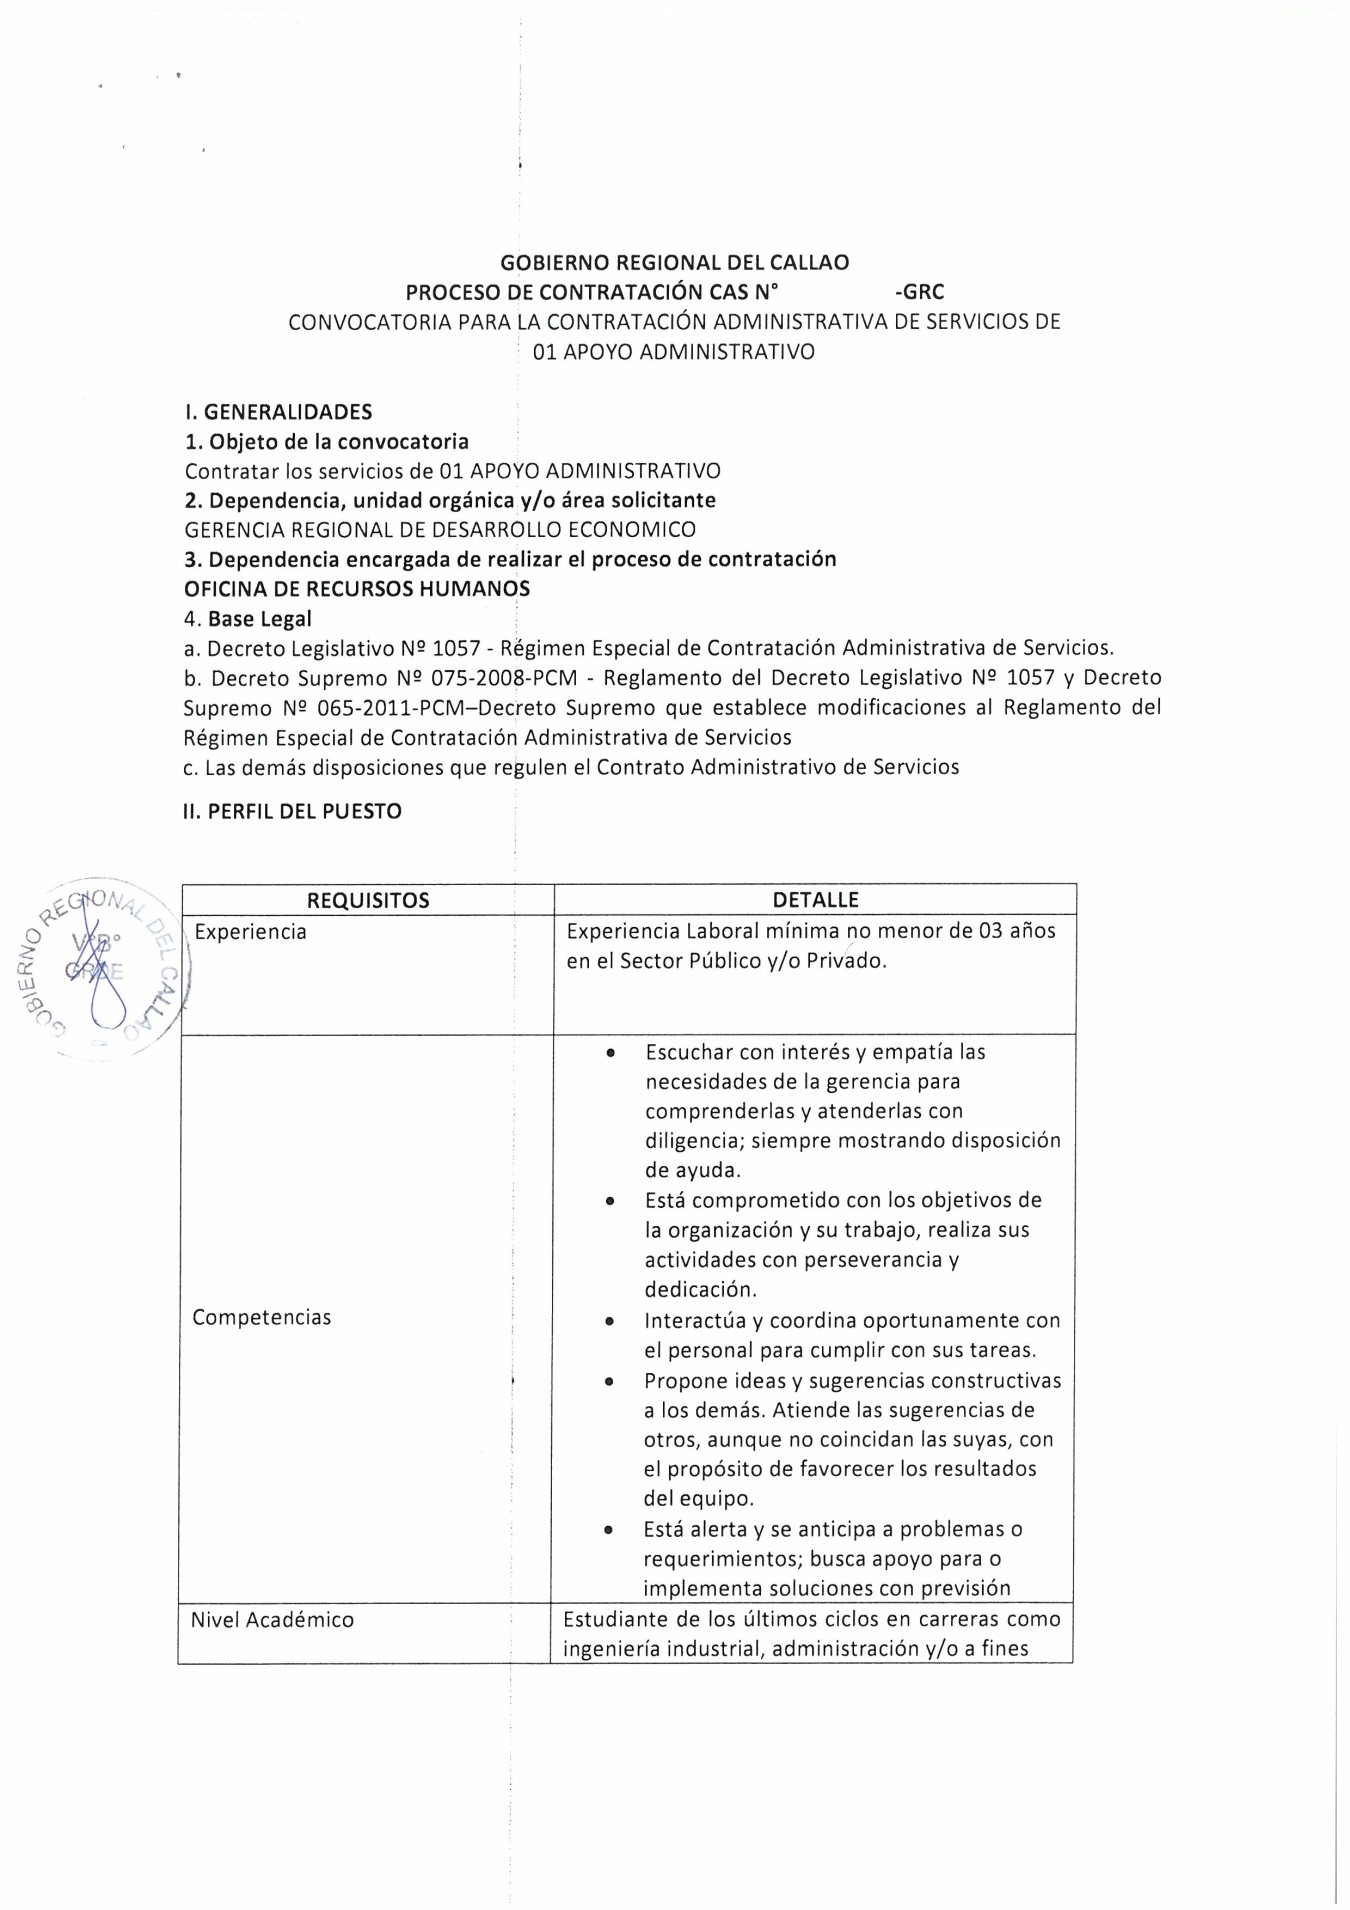 GOBIERNO REGIONAL DEL CALLAO
PROCESO DE CONTRATACIÓN CAS N° -GRC
CONVOCATORIA PARA LA CONTRATACIÓN ADMINISTRATIVA DE SERVICIOS DE
01 APOYO ADMINISTRATIVO
I. GENERALIDADES
1. Objeto de la convocatoria
Contratar los servicios de 01 APOYO ADMINISTRATIVO
2. Dependencia, unidad orgánica y/o área solicitante
GERENCIA REGIONAL DE DESARROLLO ECONOMICO
3. Dependencia encargada de realizar el proceso de contratación
OFICINA DE RECURSOS HUMANOS
4. Base Legal
a. Decreto Legislativo Nº 1057 - Régimen Especial de Contratación Administrativa de Servicios.
b. Decreto Supremo Nº 075-2008-PCM - Reglamento del Decreto Legislativo Nº 1057 y Decreto
Supremo Nº 065-2011-PCM–Decreto Supremo que establece modificaciones al Reglamento del
Régimen Especial de Contratación Administrativa de Servicios
c. Las demás disposiciones que regulen el Contrato Administrativo de Servicios
II. PERFIL DEL PUESTO
GOBIERNO REGIONAL DEL CALLAO
V°B°
GRDE
REQUISITOS DETALLE
Experiencia
Experiencia Laboral mínima no menor de 03 años
en el Sector Público y/o Privado.
Competencias
• Escuchar con interés y empatía las
necesidades de la gerencia para
comprenderlas y atenderlas con
diligencia; siempre mostrando disposición
de ayuda.
• Está comprometido con los objetivos de
la organización y su trabajo, realiza sus
actividades con perseverancia y
dedicación.
• Interactúa y coordina oportunamente con
el personal para cumplir con sus tareas.
• Propone ideas y sugerencias constructivas
a los demás. Atiende las sugerencias de
otros, aunque no coincidan las suyas, con
el propósito de favorecer los resultados
del equipo.
• Está alerta y se anticipa a problemas o
requerimientos; busca apoyo para o
implementa soluciones con previsión
Nivel Académico
Estudiante de los últimos ciclos en carreras como
ingeniería industrial, administración y/o a fines